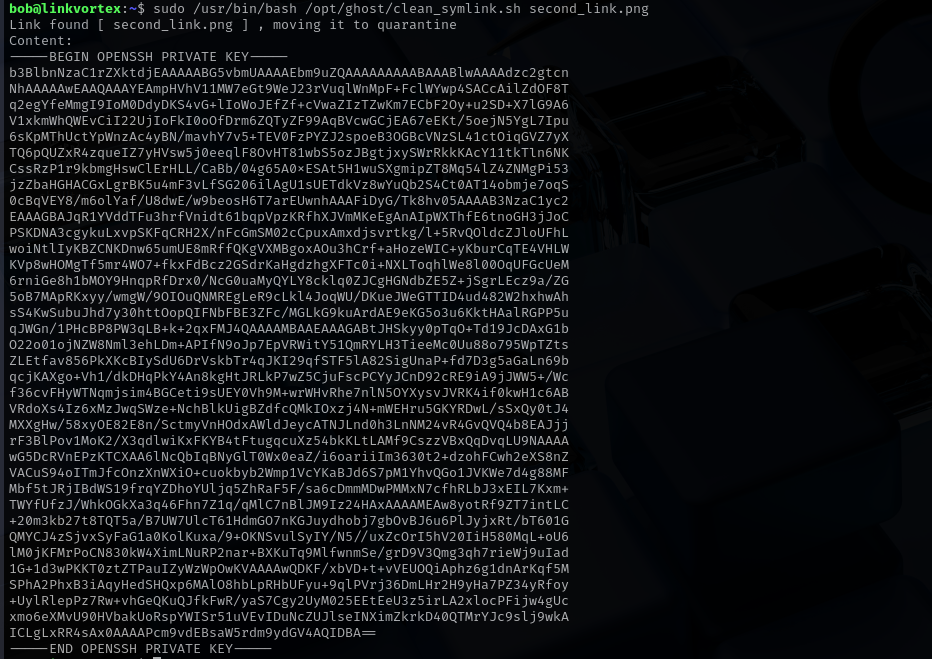 bob@linkvortex:~$ sudo /usr/bin/bash /opt/ghost/clean_symlink.sh second_link.png
Link found [ second_link.png ] , moving it to quarantine
Content:
-----BEGIN OPENSSH PRIVATE KEY-----
b3BlbnNzaC1rZXktdjEAAAAABG5vbmUAAAAEbm9uZQAAAAAAAAABAAABlwAAAAdzc2gtcn
NhAAAAAwEAAQAAAYEAmpHVhV11MW7eGt9WeJ23rVuqlWnMpF+FclWYwp4SACcAilZdOF8T
q2egYfeMmgI9IoM0DdyDKS4vG+lIoWoJEfZf+cVwaZIzTZwKm7ECbF2Oy+u2SD+X7lG9A6
V1xkmWhQWEvCiI22UjIoFkI0oOfDrm6ZQTyZF99AqBVcwGCjEA67eEKt/5oejN5YgL7Ipu
6sKpMThUctYpWnzAc4yBN/mavhY7v5+TEV0FzPYZJ2spoeB3OGBcVNzSL41ctOiqGVZ7yX
TQ6pQUZxR4zqueIZ7yHVsw5j0eeqlF8OvHT81wbS5ozJBgtjxySWrRkkKAcY11tkTln6NK
CssRzP1r9kbmgHswClErHLL/CaBb/04g65A0xESAt5H1wuSXgmipZT8Mq54lZ4ZNMgPi53
jzZbaHGHACGxLgrBK5u4mF3vLfSG206ilAgU1sUETdkVz8wYuQb2S4Ct0AT14obmje7oqS
0cBqVEY8/m6olYaf/U8dwE/w9beosH6T7arEUwnhAAAFiDyG/Tk8hv05AAAAB3NzaC1yc2
EAAAGBAJqR1YVddTFu3hrfVnidt61bqpVpzKRfhXJVmMKeEgAnAIpWXThfE6tnoGH3jJoC
PSKDNA3cgykuLxvpSKFqCRH2X/nFcGmSM02cCpuxAmxdjsvrtkg/l+5RvQOldcZJloUFhL
woiNtlIyKBZCNKDnw65umUE8mRffQKgVXMBgoxAOu3hCrf+aHozeWIC+yKburCqTE4VHLW
KVp8wHOMgTf5mr4WO7+fkxFdBcz2GSdrKaHgdzhgXFTc0i+NXLToqhlWe8l00OqUFGcUeM
6rniGe8h1bMOY9HnqpRfDrx0/NcG0uaMyQYLY8cklq0ZJCgHGNdbZE5Z+jSgrLEcz9a/ZG
5oB7MApRKxyy/wmgW/9OIOuQNMREgLeR9cLkl4JoqWU/DKueJWeGTTID4ud482W2hxhwAh
sS4KwSubuJhd7y30httOopQIFNbFBE3ZFc/MGLkG9kuArdAE9eKG5o3u6KktHAalRGPP5u
qJWGn/1PHcBP8PW3qLB+k+2qxFMJ4QAAAAMBAAEAAAGABtJHSkyy0pTqO+Td19JcDAxG1b
O22o01ojNZW8Nml3ehLDm+APIfN9oJp7EpVRWitY51QmRYLH3TieeMc0Uu88o795WpTZts
ZLEtfav856PkXKcBIySdU6DrVskbTr4qJKI29qfSTF5lA82SigUnaP+fd7D3g5aGaLn69b
qcjKAXgo+Vh1/dkDHqPkY4An8kgHtJRLkP7wZ5CjuFscPCYyJCnD92cRE9iA9jJWW5+/Wc
f36cvFHyWTNqmjsim4BGCeti9sUEY0Vh9M+wrWHvRhe7nlN5OYXysvJVRK4if0kwH1c6AB
VRdoXs4Iz6xMzJwqSWze+NchBlkUigBZdfcQMkIOxzj4N+mWEHru5GKYRDwL/sSxQy0tJ4
MXXgHw/58xyOE82E8n/SctmyVnHOdxAWldJeycATNJLnd0h3LnNM24vR4GvQVQ4b8EAJjj
rF3BlPov1MoK2/X3qdlwiKxFKYB4tFtugqcuXz54bkKLtLAMf9CszzVBxQqDvqLU9NAAAA
wG5DcRVnEPzKTCXAA6lNcQbIqBNyGlT0Wx0eaZ/i6oariiIm3630t2+dzohFCwh2eXS8nZ
VACuS94oITmJfcOnzXnWXiO+cuokbyb2Wmp1VcYKaBJd6S7pM1YhvQGo1JVKWe7d4g88MF
Mbf5tJRjIBdWS19frqYZDhoYUljq5ZhRaF5F/sa6cDmmMDwPMMxN7cfhRLbJ3xEIL7Kxm+
TWYfUfzJ/WhkOGkXa3q46Fhn7Z1q/qMlC7nBlJM9Iz24HAxAAAAMEAw8yotRf9ZT7intLC
+20m3kb27t8TQT5a/B7UW7UlcT61HdmGO7nKGJuydhobj7gbOvBJ6u6PlJyjxRt/bT601G
QMYCJ4zSjvxSyFaG1a0KolKuxa/9+OKNSvulSyIY/N5//uxZcOrI5hV20IiH580MqL+oU6
lM0jKFMrPoCN830kW4XimLNuRP2nar+BXKuTq9MlfwnmSe/grD9V3Qmg3qh7rieWj9uIad
1G+1d3wPKKT0ztZTPauIZyWzWpOwKVAAAAwQDKF/xbVD+t+vVEUOQiAphz6g1dnArKqf5M
SPhA2PhxB3iAqyHedSHQxp6MAlO8hbLpRHbUFyu+9qlPVrj36DmLHr2H9yHa7PZ34yRfoy
+UylRlepPz7Rw+vhGeQKuQJfkFwR/yaS7Cgy2UyM025EEtEeU3z5irLA2xlocPFijw4gUc
xmo6eXMvU90HVbakUoRspYWISr51uVEvIDuNcZUJlseINXimZkrkD40QTMrYJc9slj9wkA
ICLgLxRR4sAx0AAAAPcm9vdEBsaW5rdm9ydGV4AQIDBA==
-----END OPENSSH PRIVATE KEY-----